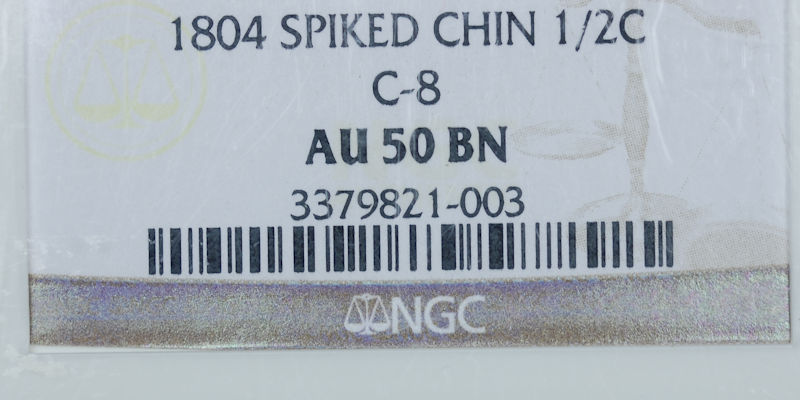 1804 SPIKED CHIN 1/2C
C-8
AU 50 BN
3379821-003
NGC